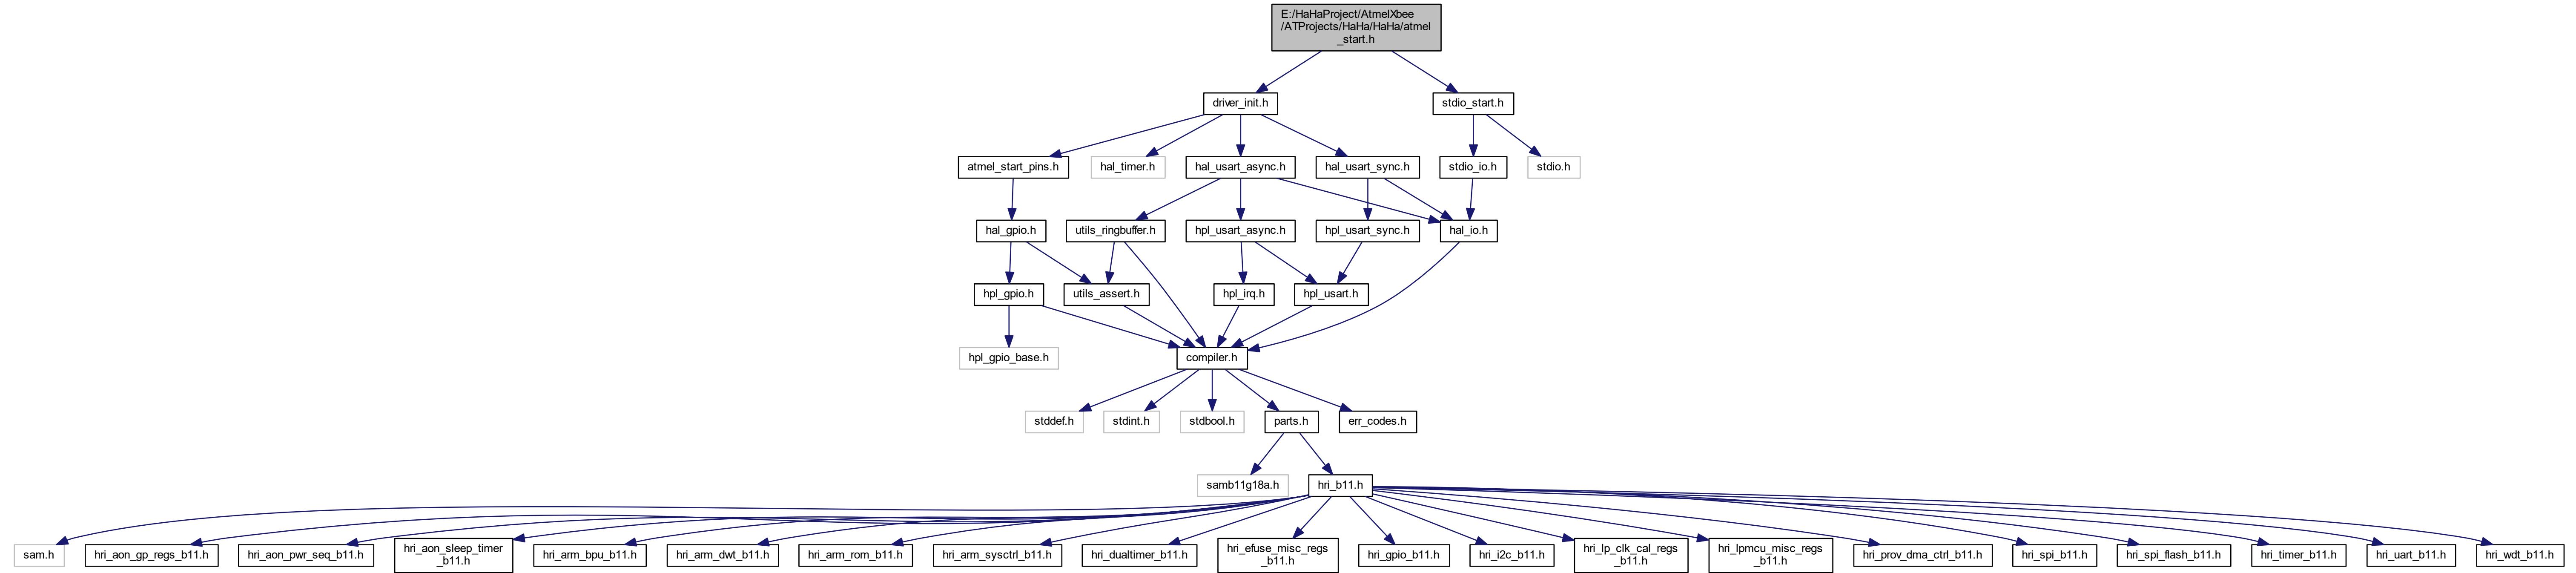 E:/HaHaProject/AtmelXbee
/ATProjects/HaHa/HaHa/atmel
_start.h
driver_init.h
stdio_start.h
atmel_start_pins.h
hal_timer.h
hal_usart_async.h
hal_usart_sync.h
stdio_io.h
stdio.h
hal_gpio.h
utils_ringbuffer.h
hpl_usart_async.h
hpl_usart_sync.h
hal_io.h
hpl_gpio.h
utils_assert.h
hpl_irq.h
hpl_usart.h
hpl_gpio_base.h
compiler.h
stddef.h
stdint.h
stdbool.h
parts.h
err_codes.h
samb11g18a.h
hri_b11.h
sam.h
hri_aon_gp_regs_b11.h
hri_aon_pwr_seq_b11.h
hri_aon_sleep_timer
_b11.h
hri_arm_bpu_b11.h
hri_arm_dwt_b11.h
hri_arm_rom_b11.h
hri_arm_sysctrl_b11.h
hri_dualtimer_b11.h
hri_efuse_misc_regs
_b11.h
hri_gpio_b11.h
hri_i2c_b11.h
hri_lp_clk_cal_regs
_b11.h
hri_lpmcu_misc_regs
_b11.h
hri_prov_dma_ctrl_b11.h
hri_spi_b11.h
hri_spi_flash_b11.h
hri_timer_b11.h
hri_uart_b11.h
hri_wdt_b11.h